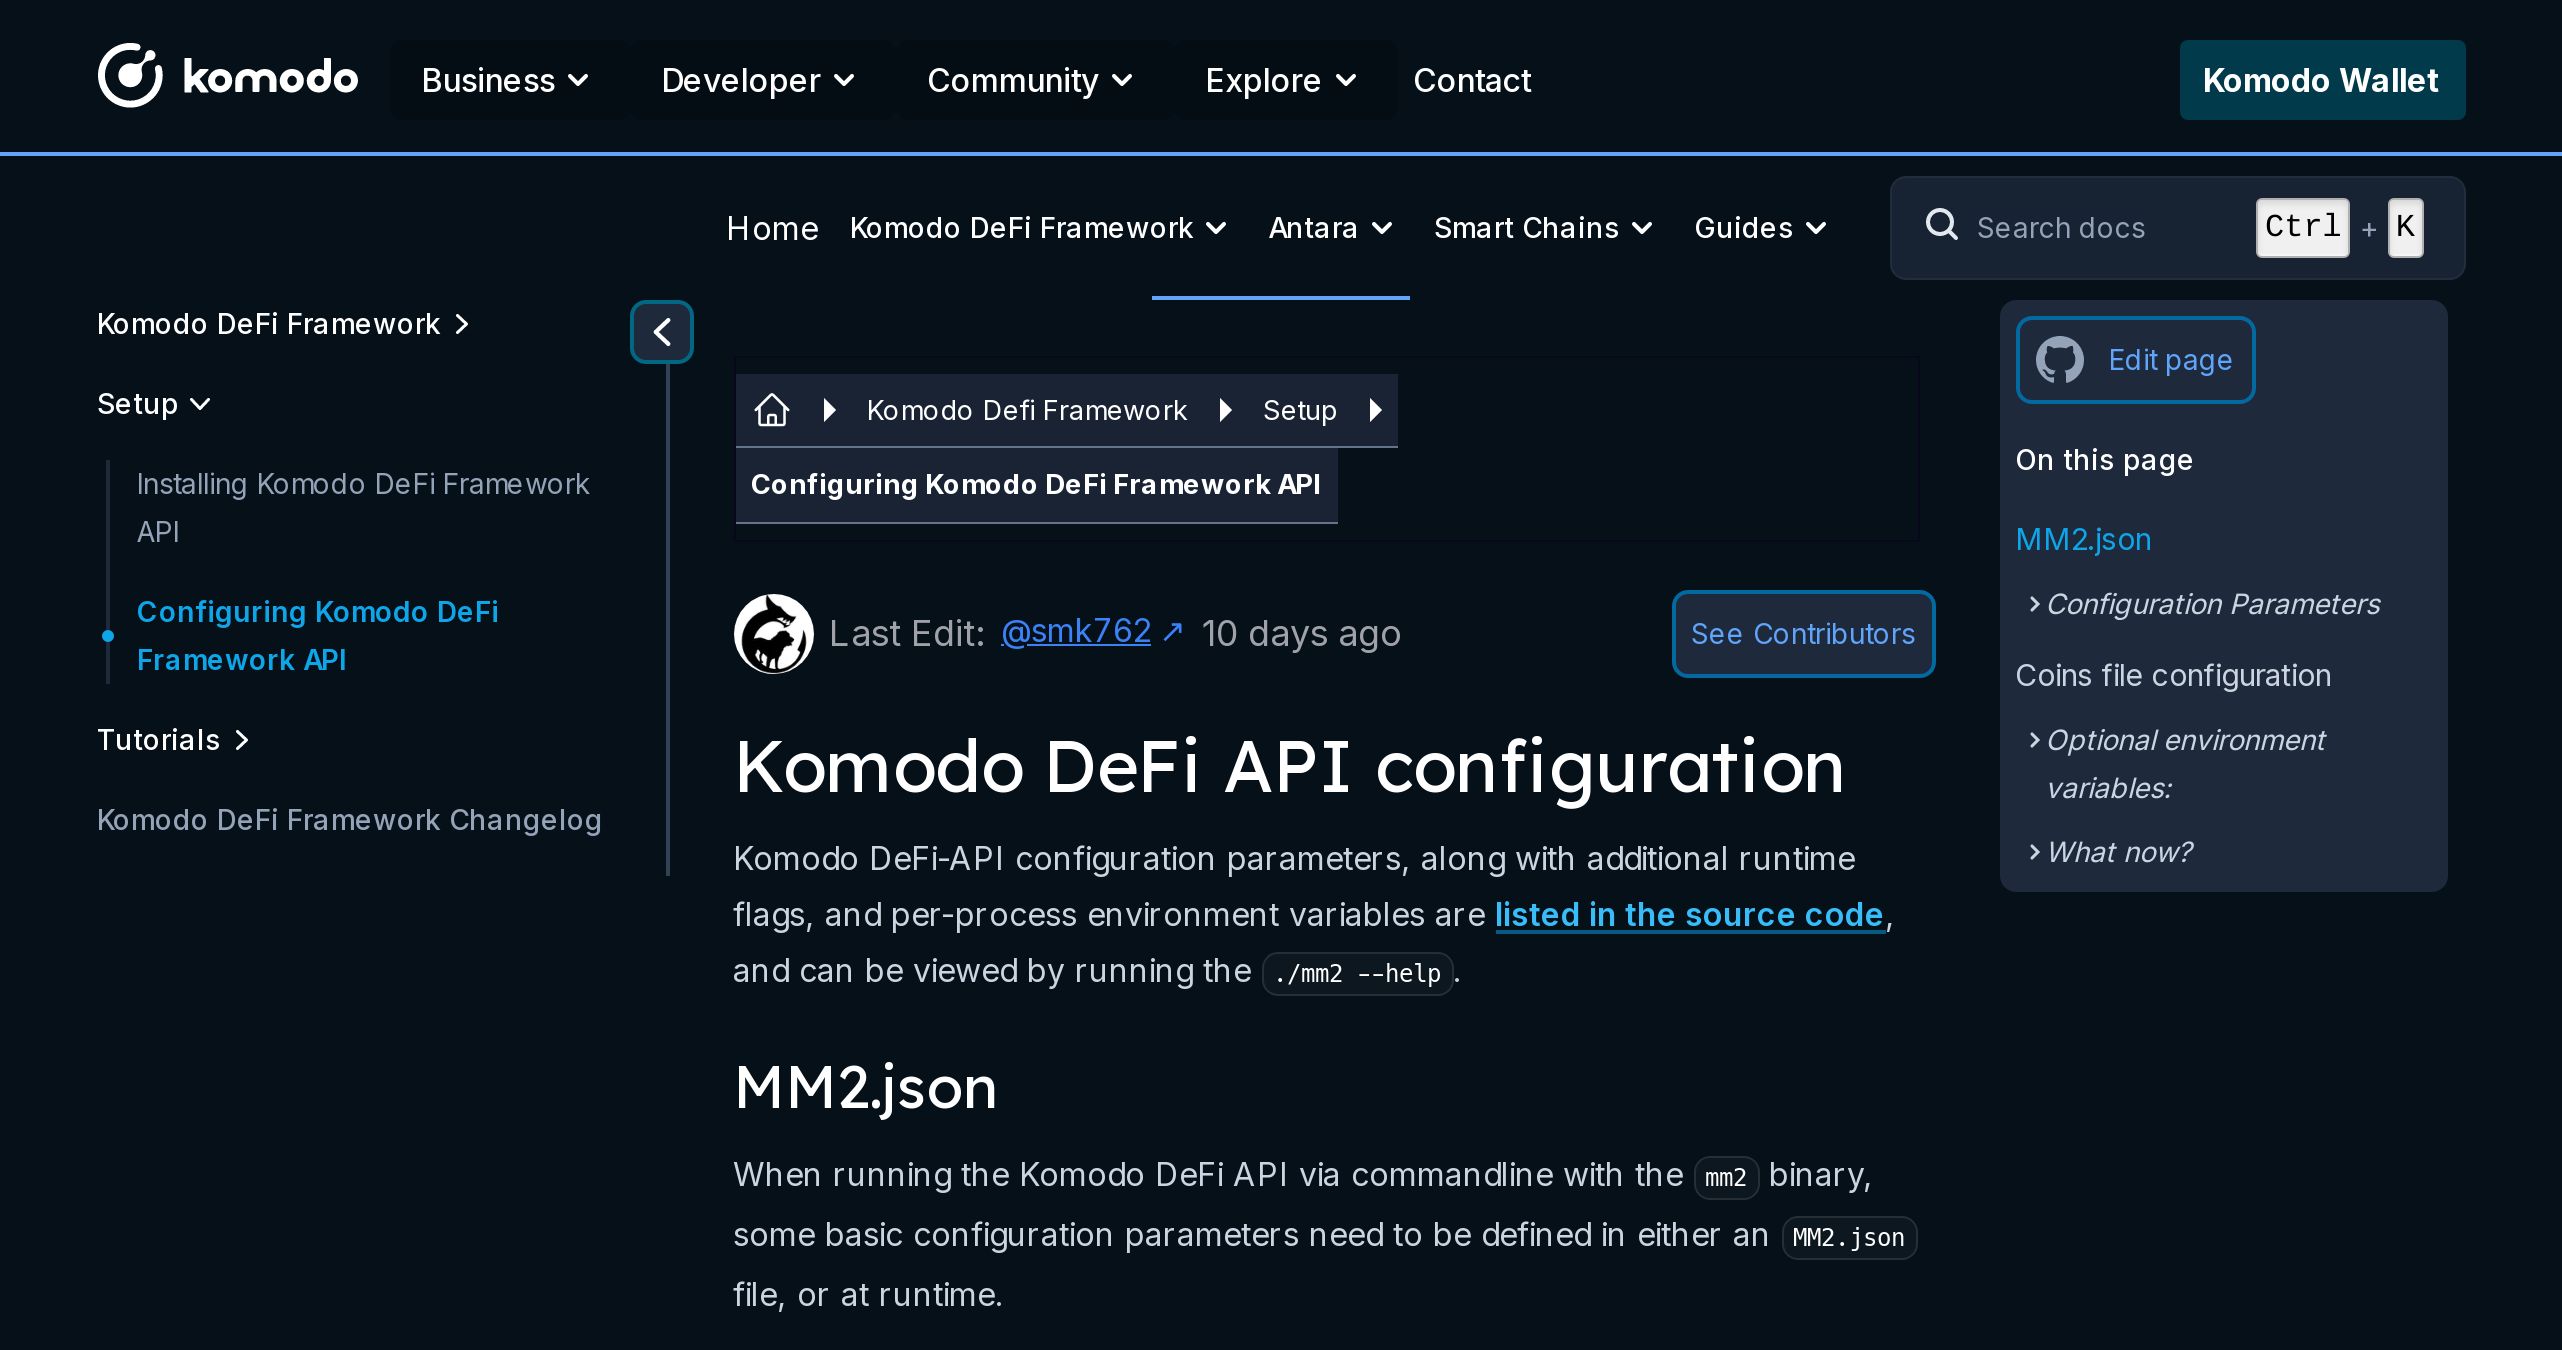 komodo Business Developer Community Explore Contact Komodo Wallet
Home Komodo DeFi Framework Antara Smart Chains Guides Search docs Ctrl + K
Komodo DeFi Framework
Setup
Installing Komodo DeFi Framework
API
Configuring Komodo DeFi
Framework API
Tutorials
Komodo DeFi Framework Changelog
Komodo Defi Framework Setup
Configuring Komodo DeFi Framework API
Last Edit: @smk762 ↗ 10 days ago See Contributors
Komodo DeFi API configuration
Komodo DeFi-API configuration parameters, along with additional runtime
flags, and per-process environment variables are listed in the source code,
and can be viewed by running the ./mm2 --help.
MM2.json
When running the Komodo DeFi API via commandline with the mm2 binary,
some basic configuration parameters need to be defined in either an MM2.json
file, or at runtime.
Edit page
On this page
MM2.json
Configuration Parameters
Coins file configuration
Optional environment
variables:
What now?